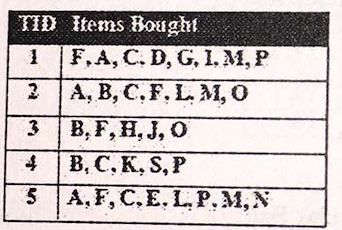 TID Items Bought
1 F, A, C, D, G, I, M, P
2 A, B, C, F, L, M, O
3 B, F, H, J, O
4 B, C, K, S, P
5 A, F, C, E, L, P, M, N